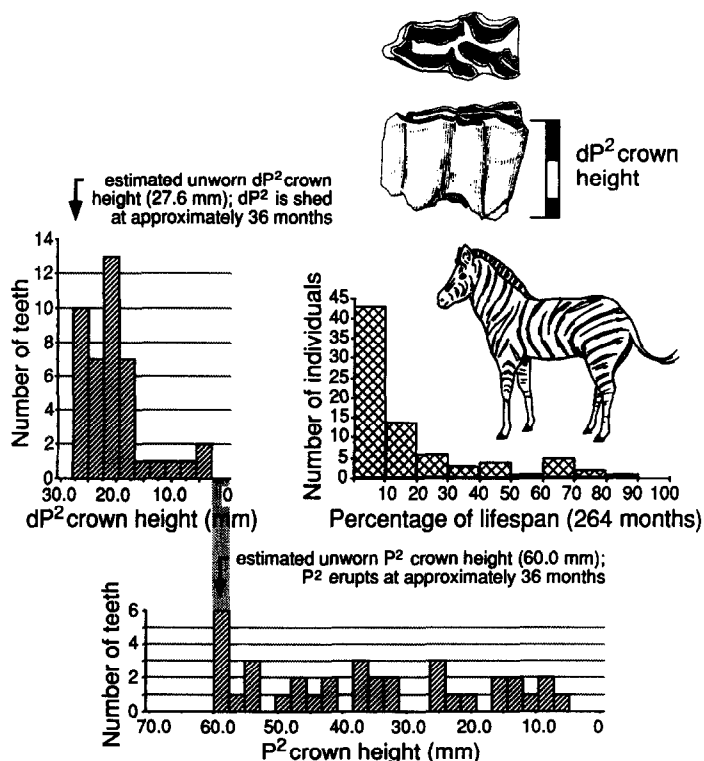 dP² crown
height
estimated unworn dP² crown
height (27.6 mm); dP² is shed
at approximately 36 months
Number of teeth
14
12
10
8
6
4
2
0
30.0 20.0 10.0 0
dP² crown height (mm)
Number of individuals
45
40
35
30
25
20
15
10
5
0
10 20 30 40 50 60 70 80 90 100
Percentage of lifespan (264 months)
estimated unworn P² crown height (60.0 mm);
P² erupts at approximately 36 months
Number of teeth
6
4
2
0
70.0 60.0 50.0 40.0 30.0 20.0 10.0 0
P² crown height (mm)